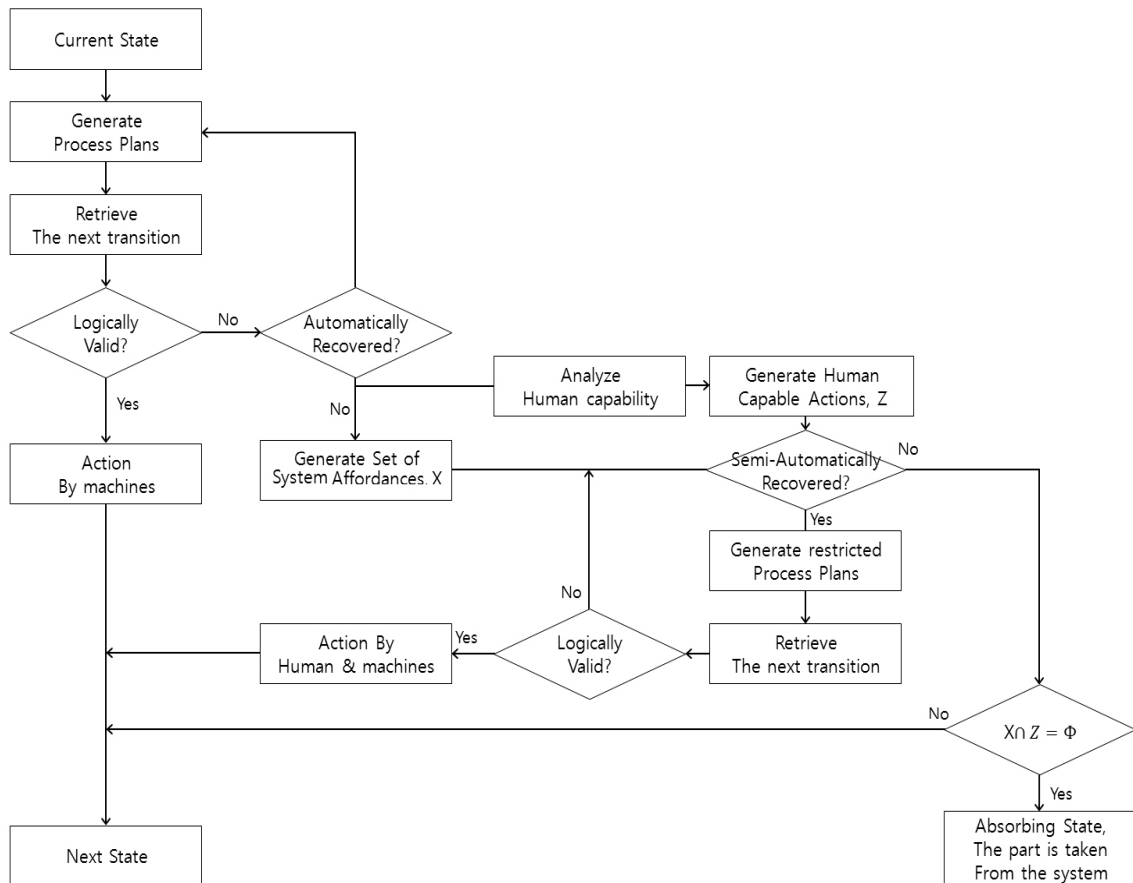 Current State
Generate
Process Plans
Retrieve
The next transition
Logically
Valid?
No
Automatically
Recovered?
Yes
No
Analyze
Human capability
Generate Human
Capable Actions, Z
Action
By machines
Generate Set of
System Affordances. X
Semi-Automatically
Recovered?
No
Yes
Generate restricted
Process Plans
No
Action By
Human & machines
Yes
Logically
Valid?
Retrieve
The next transition
No
X∩ Z = Φ
Yes
Next State
Absorbing State,
The part is taken
From the system